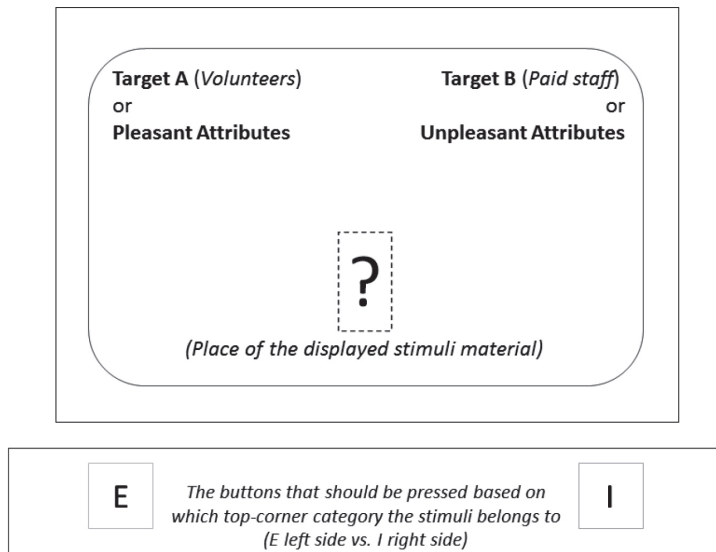 Target A (Volunteers)
or
Pleasant Attributes
Target B (Paid staff)
or
Unpleasant Attributes
?
(Place of the displayed stimuli material)
E
The buttons that should be pressed based on
which top-corner category the stimuli belongs to
(E left side vs. I right side)
I